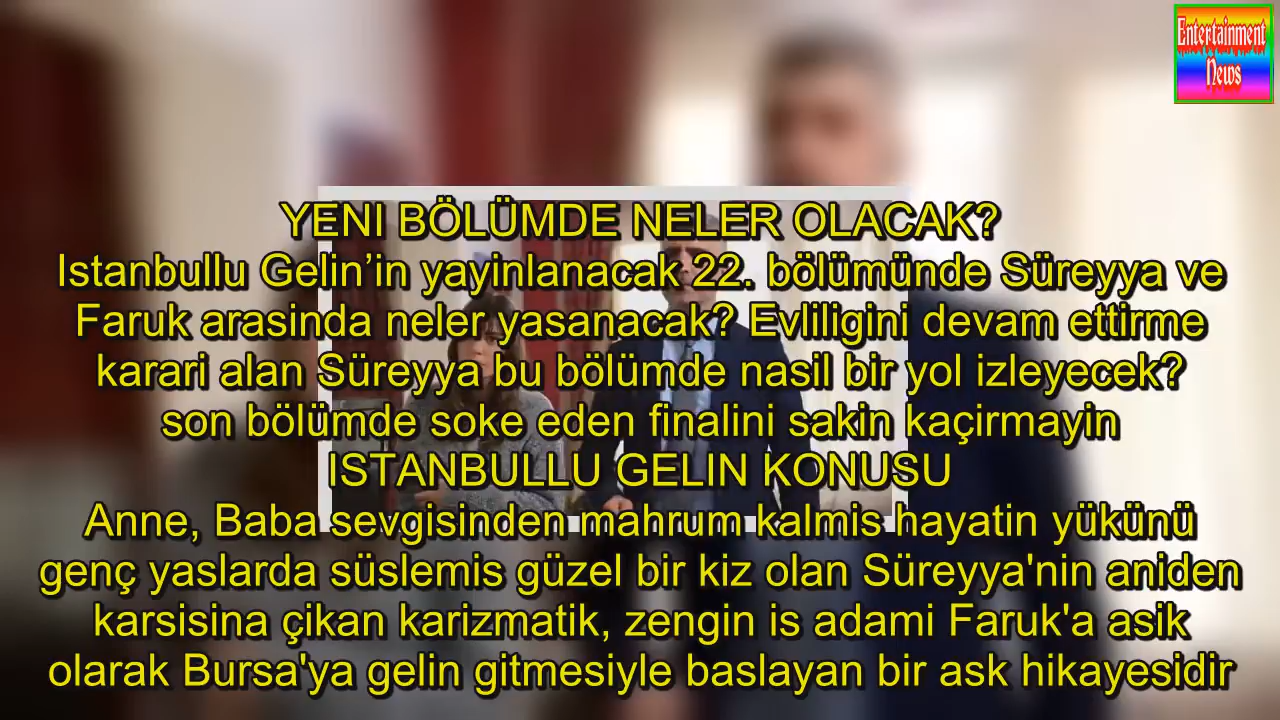 Entertainment
News
YENI BÖLÜMDE NELER OLACAK?
Istanbullu Gelin’in yayinlanacak 22. bölümünde Süreyya ve
Faruk arasinda neler yasanacak? Evliligini devam ettirme
karari alan Süreyya bu bölümde nasil bir yol izleyecek?
son bölümde soke eden finalini sakin kaçirmayin
ISTANBULLU GELIN KONUSU
Anne, Baba sevgisinden mahrum kalmis hayatin yükünü
genç yaslarda süslemis güzel bir kiz olan Süreyya'nin aniden
karsisina çikan karizmatik, zengin is adami Faruk'a asik
olarak Bursa'ya gelin gitmesiyle baslayan bir ask hikayesidir